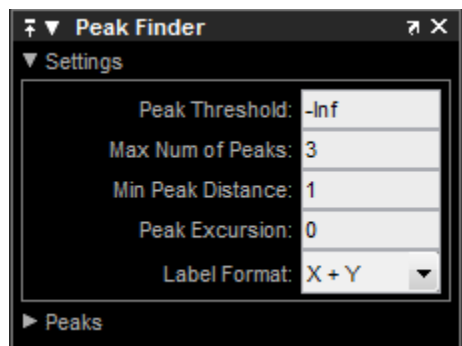 Peak Finder
Settings
Peak Threshold: -Inf
Max Num of Peaks: 3
Min Peak Distance: 1
Peak Excursion: 0
Label Format: X + Y
Peaks